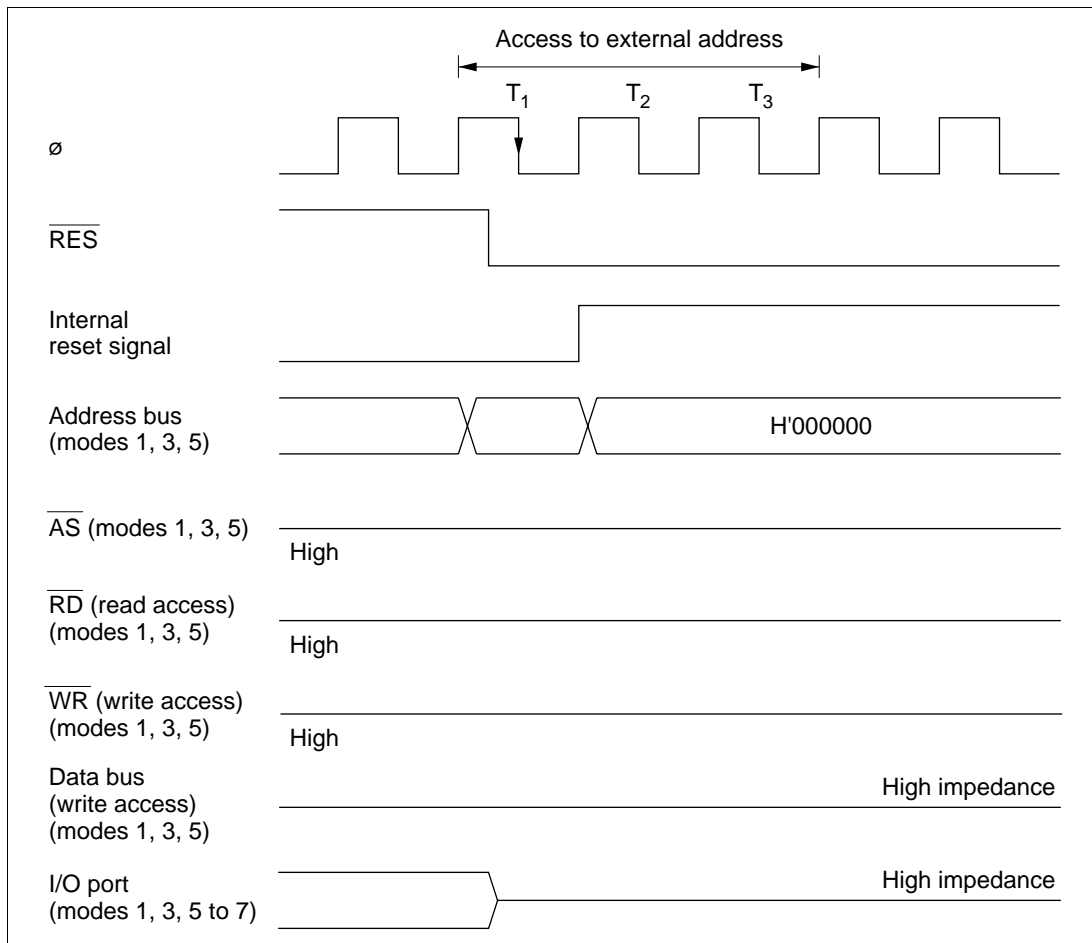 Access to external address
T1 T2 T3
ø
RES
Internal
reset signal
Address bus
(modes 1, 3, 5)
H'000000
AS (modes 1, 3, 5)
High
RD (read access)
(modes 1, 3, 5)
High
WR (write access)
(modes 1, 3, 5)
High
Data bus
(write access)
(modes 1, 3, 5)
High impedance
I/O port
(modes 1, 3, 5 to 7)
High impedance